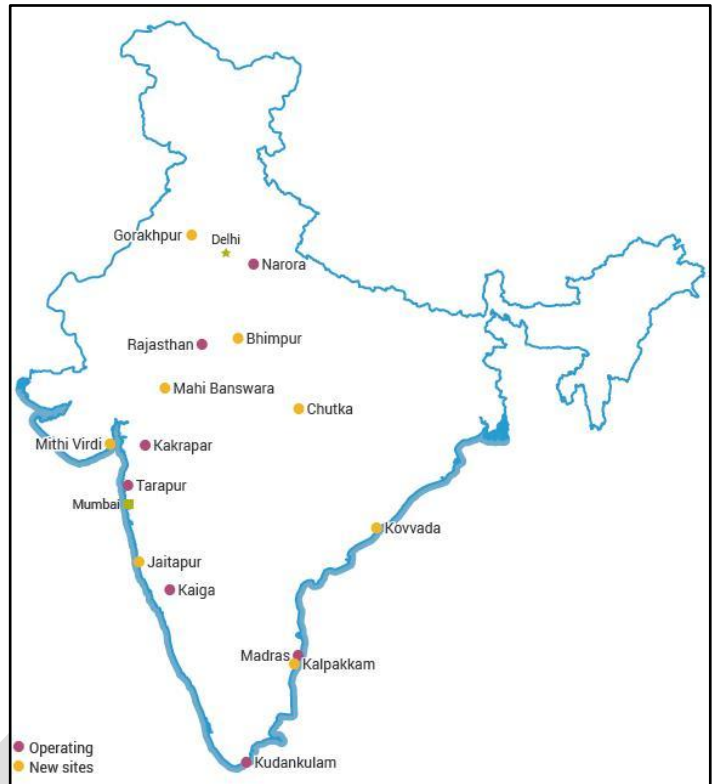 Gorakhpur
Delhi
Narora
Rajasthan
Bhimpur
Mahi Banswara
Chutka
Mithi Virdi
Kakrapar
Tarapur
Mumbai
Kovvada
Jaitapur
Kaiga
Madras
Kalpakkam
Operating
New sites
Kudankulam